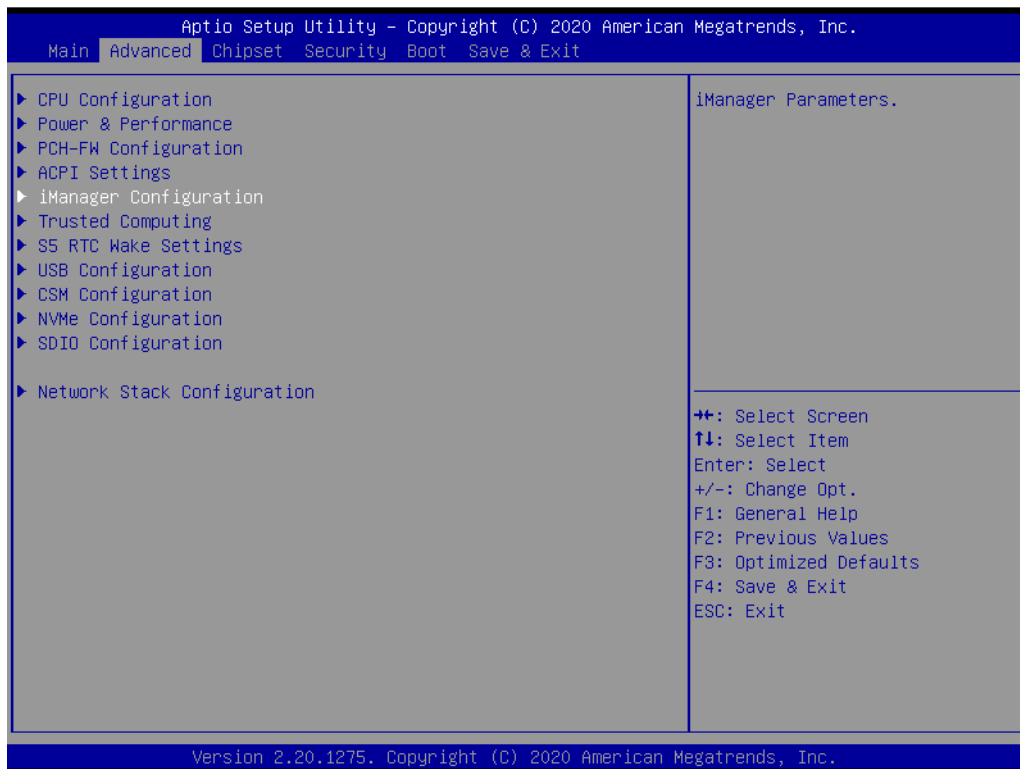 Aptio Setup Utility – Copyright (C) 2020 American Megatrends, Inc.
Main Advanced Chipset Security Boot Save & Exit
▶ CPU Configuration
▶ Power & Performance
▶ PCH-FW Configuration
▶ ACPI Settings
▶ iManager Configuration
▶ Trusted Computing
▶ S5 RTC Wake Settings
▶ USB Configuration
▶ CSM Configuration
▶ NVMe Configuration
▶ SDIO Configuration
▶ Network Stack Configuration
iManager Parameters.
→←: Select Screen
↑↓: Select Item
Enter: Select
+/-: Change Opt.
F1: General Help
F2: Previous Values
F3: Optimized Defaults
F4: Save & Exit
ESC: Exit
Version 2.20.1275. Copyright (C) 2020 American Megatrends, Inc.